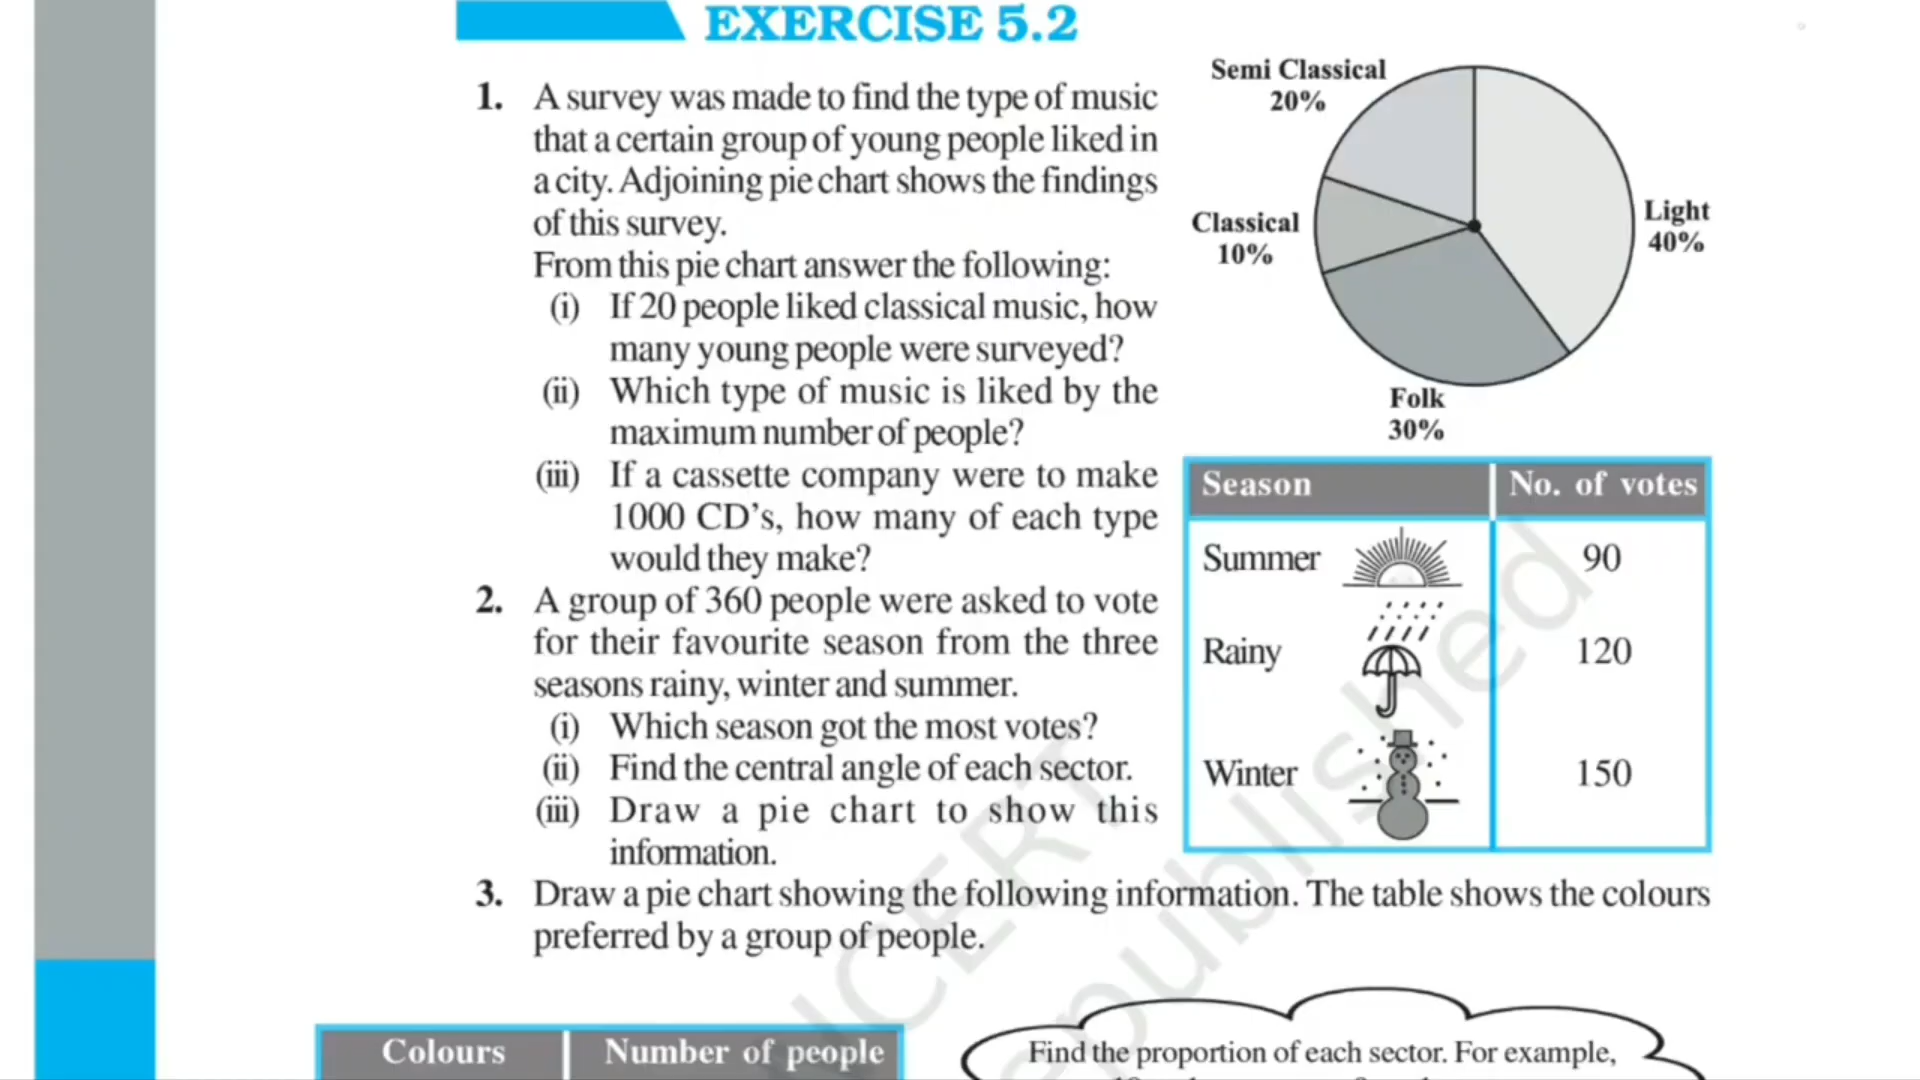 EXERCISE 5.2
1. A survey was made to find the type of music
that a certain group of young people liked in
a city. Adjoining pie chart shows the findings
of this survey.
From this pie chart answer the following:
(i) If 20 people liked classical music, how
many young people were surveyed?
(ii) Which type of music is liked by the
maximum number of people?
(iii) If a cassette company were to make
1000 CD’s, how many of each type
would they make?
Semi Classical
20%
Classical
10%
Light
40%
Folk
30%
2. A group of 360 people were asked to vote
for their favourite season from the three
seasons rainy, winter and summer.
(i) Which season got the most votes?
(ii) Find the central angle of each sector.
(iii) Draw a pie chart to show this
information.
Season No. of votes
Summer 90
Rainy 120
Winter 150
3. Draw a pie chart showing the following information. The table shows the colours
preferred by a group of people.
Colours Number of people
Find the proportion of each sector. For example,
NCERT
republished